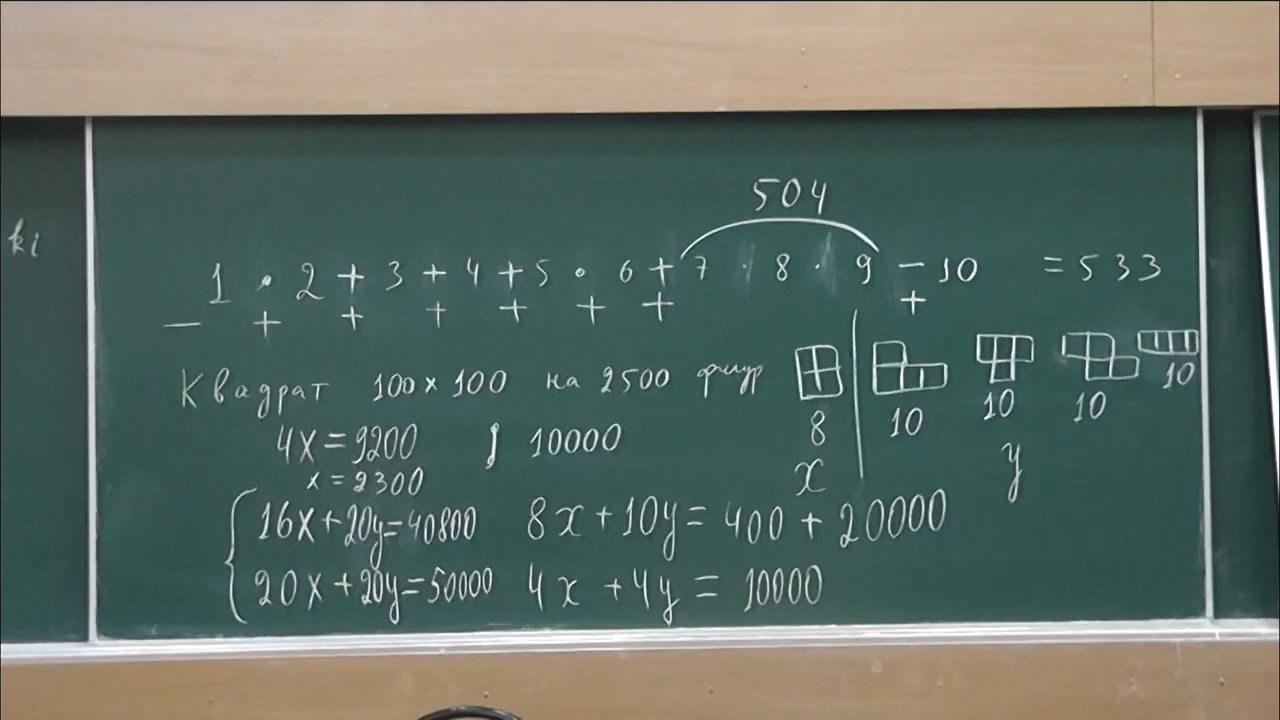 504
ki
1 · 2 + 3 + 4 + 5 · 6 + 7 · 8 · 9 - 10 = 533
- + + + + + + +
Квадрат 100 x 100 на 2500 фигур
8 10 10 10 10
4x = 9200 10000
x y
x = 2300
16x + 20y = 40800 8x + 10y = 400 + 20000
20x + 20y = 50000 4x + 4y = 10000